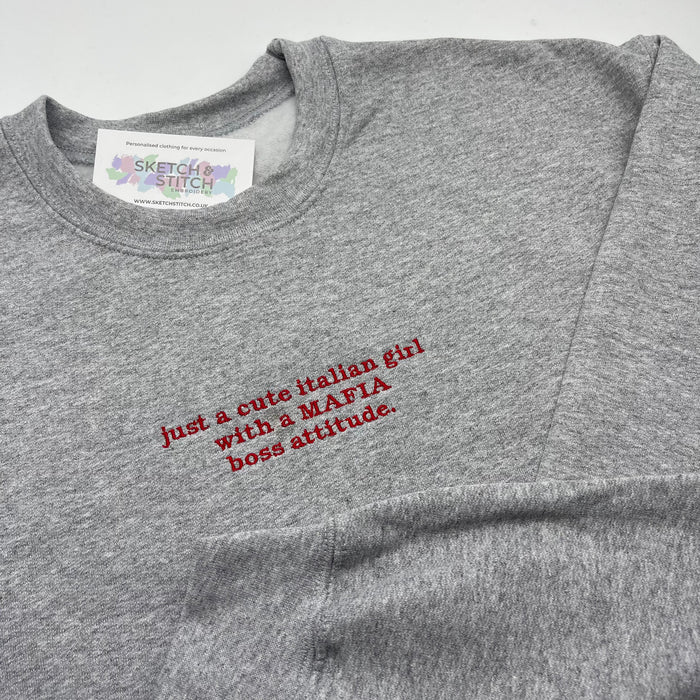 Personalised clothing for every occasion
SKETCH &
STITCH
EMBROIDERY
WWW.SKETCHSTITCH.CO.UK
just a cute italian girl
with a MAFIA
boss attitude.